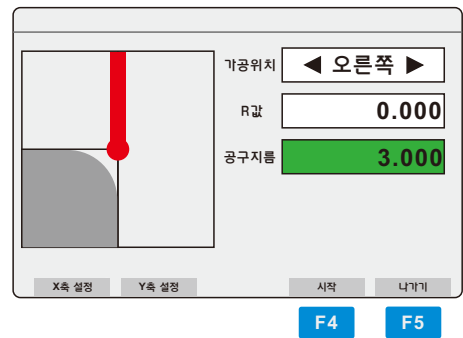 가공위치 ◀ 오른쪽 ▶
R값 0.000
공구지름 3.000
X축 설정 Y축 설정 시작 나가기
F4 F5